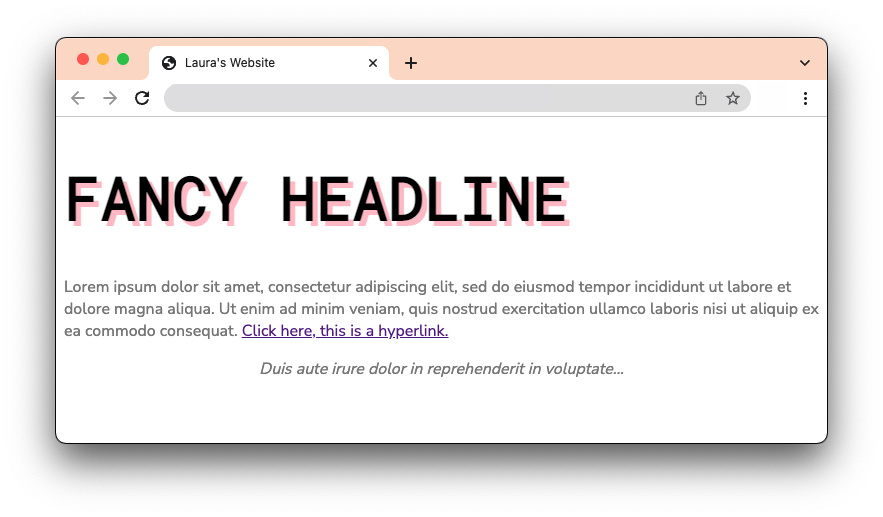 Laura's Website
FANCY HEADLINE
Lorem ipsum dolor sit amet, consectetur adipiscing elit, sed do eiusmod tempor incididunt ut labore et
dolore magna aliqua. Ut enim ad minim veniam, quis nostrud exercitation ullamco laboris nisi ut aliquip ex
ea commodo consequat. Click here, this is a hyperlink.
Duis aute irure dolor in reprehenderit in voluptate...